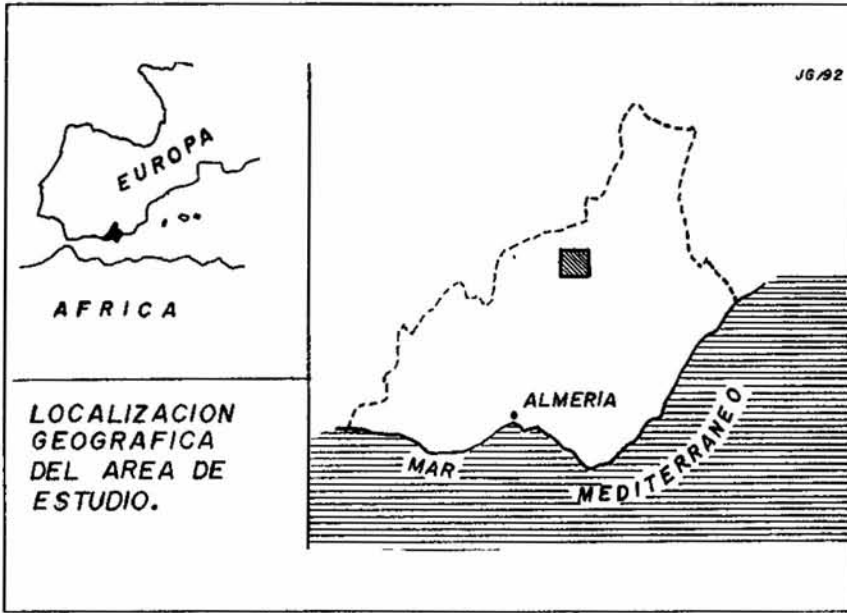 EUROPA
AFRICA
LOCALIZACION
GEOGRAFICA
DEL AREA DE
ESTUDIO.
JG/92
ALMERIA
MAR
MEDITERRANEO